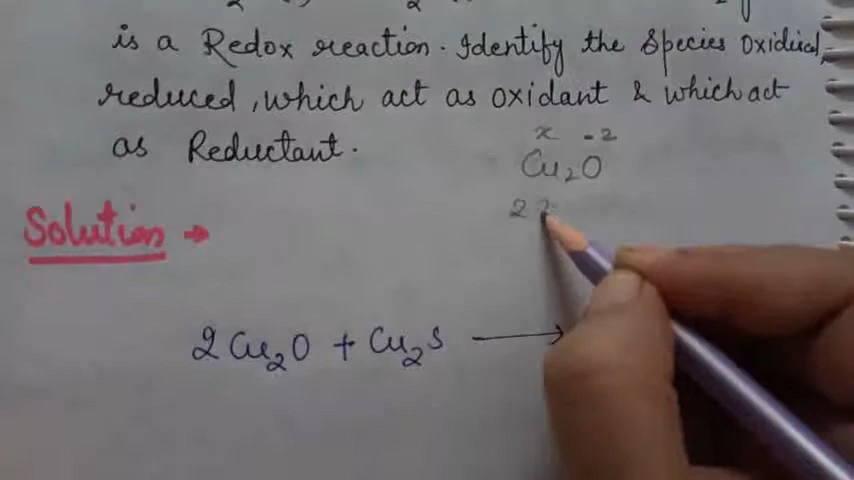 is a Redox reaction. Identify the Species oxidised,
reduced, which act as oxidant & which act
as Reductant.
x -2
Cu₂O
2
Solution →
2Cu₂O + Cu₂S →